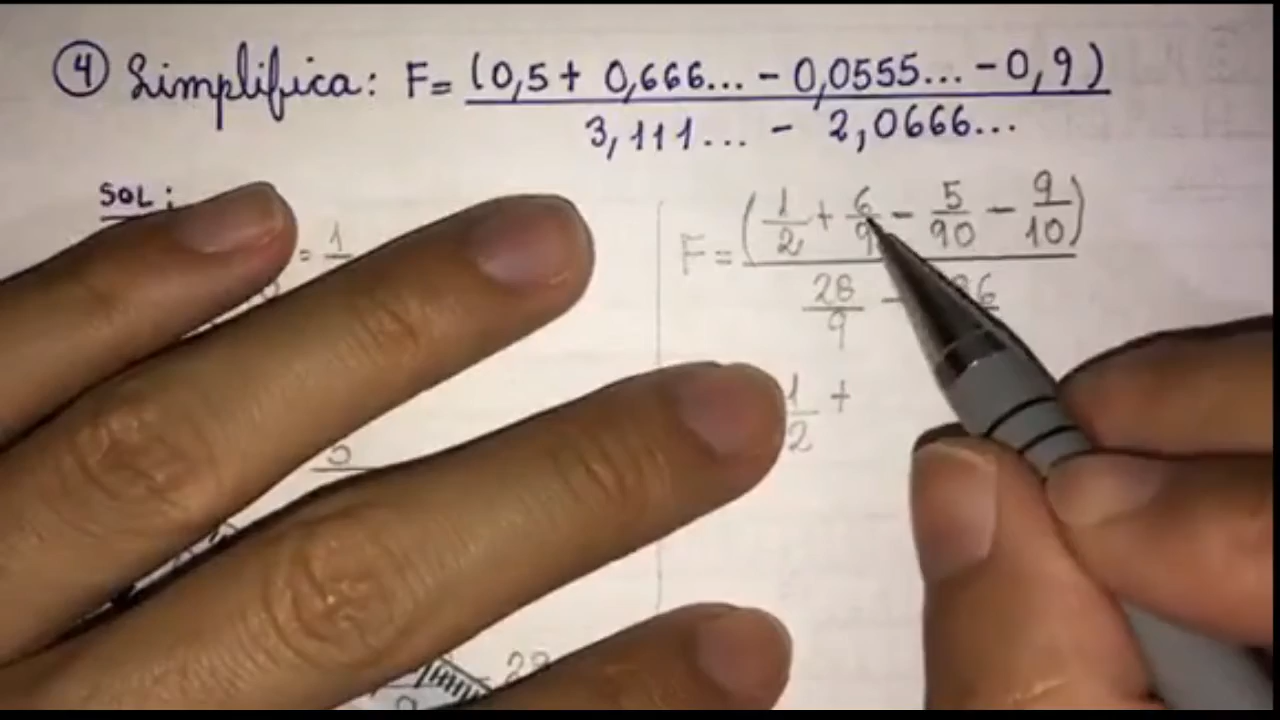 ④ Simplifica: F= (0,5 + 0,666... - 0,0555... - 0,9)
3,111... - 2,0666...
SOL:
= 1
F= (1/2 + 6/9 - 5/90 - 9/10)
28/9 -
1/2 +